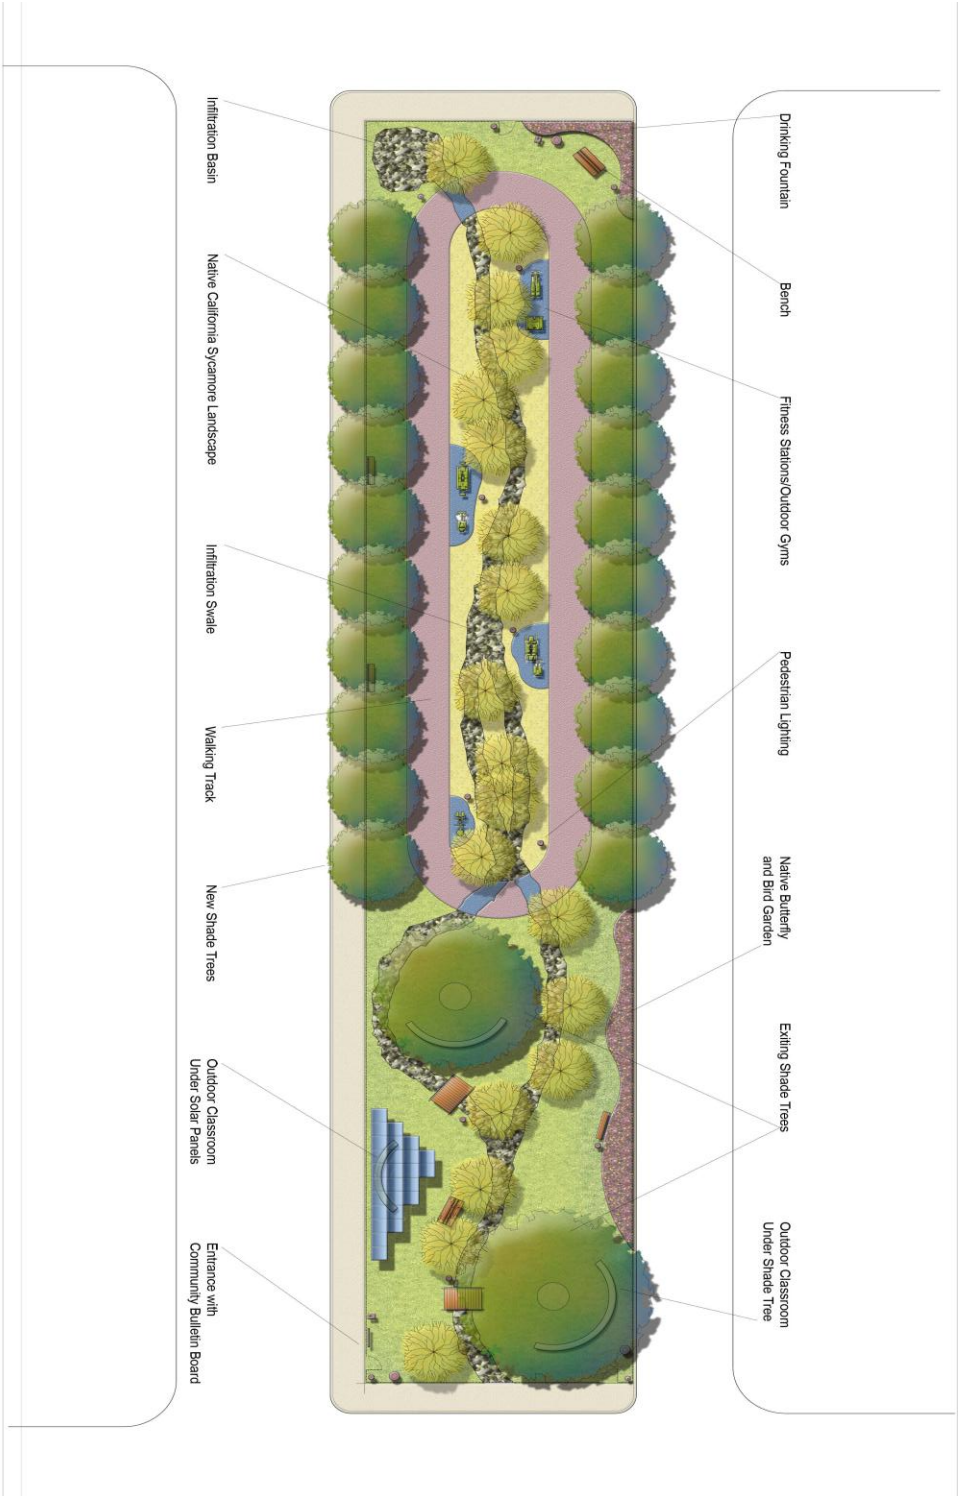 Drinking Fountain
Bench
Fitness Stations/Outdoor Gyms
Pedestrian Lighting
Native Butterfly
and Bird Garden
Exiting Shade Trees
Outdoor Classroom
Under Shade Tree
Infiltration Basin
Native California Sycamore Landscape
Infiltration Swale
Walking Track
New Shade Trees
Outdoor Classroom
Under Solar Panels
Entrance with
Community Bulletin Board